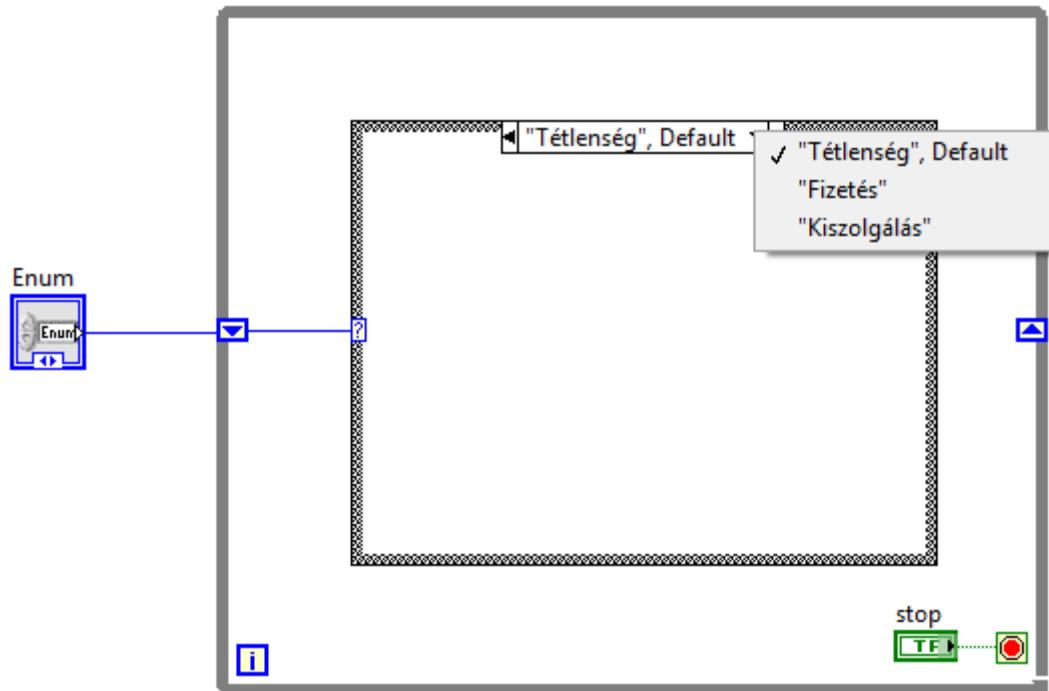 "Tétlenség", Default
"Tétlenség", Default
"Fizetés"
"Kiszolgálás"
Enum
Enum
?
stop
TF
i